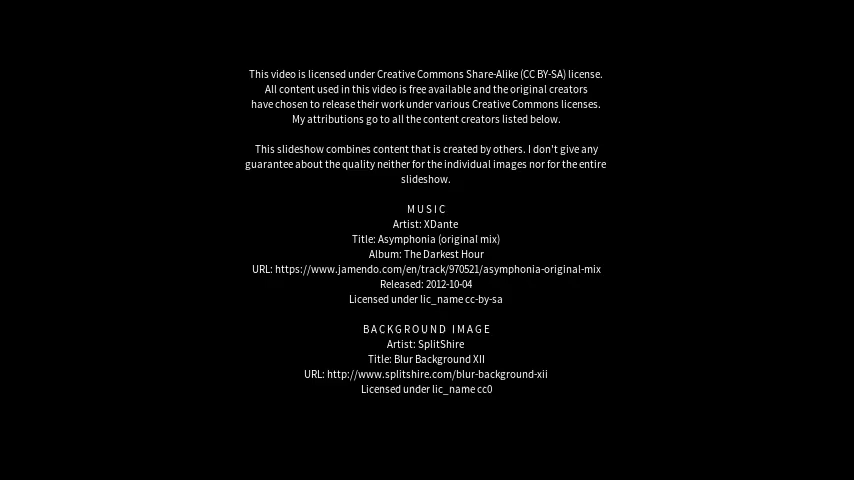 This video is licensed under Creative Commons Share-Alike (CC BY-SA) license.
All content used in this video is free available and the original creators
have chosen to release their work under various Creative Commons licenses.
My attributions go to all the content creators listed below.
This slideshow combines content that is created by others. I don't give any
guarantee about the quality neither for the individual images nor for the entire
slideshow.
MUSIC
Artist: XDante
Title: Asymphonia (original mix)
Album: The Darkest Hour
URL: https://www.jamendo.com/en/track/970521/asymphonia-original-mix
Released: 2012-10-04
Licensed under lic_name cc-by-sa
BACKGROUND IMAGE
Artist: SplitShire
Title: Blur Background XII
URL: http://www.splitshire.com/blur-background-xii
Licensed under lic_name cc0